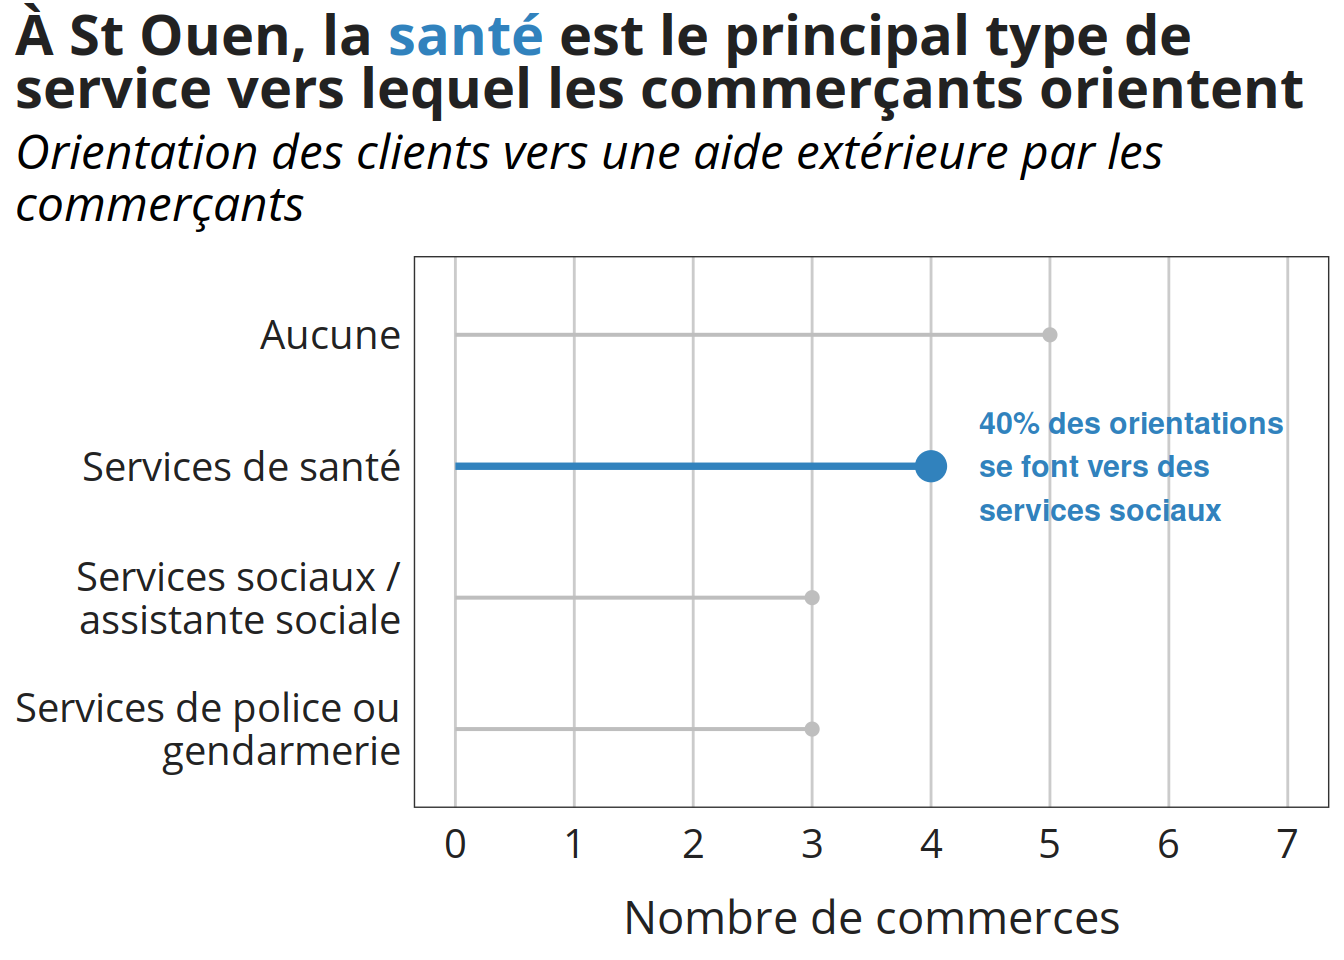 À St Ouen, la santé est le principal type de
service vers lequel les commerçants orientent
Orientation des clients vers une aide extérieure par les
commerçants
Aucune
Services de santé
40% des orientations
se font vers des
services sociaux
Services sociaux /
assistante sociale
Services de police ou
gendarmerie
0 1 2 3 4 5 6 7
Nombre de commerces